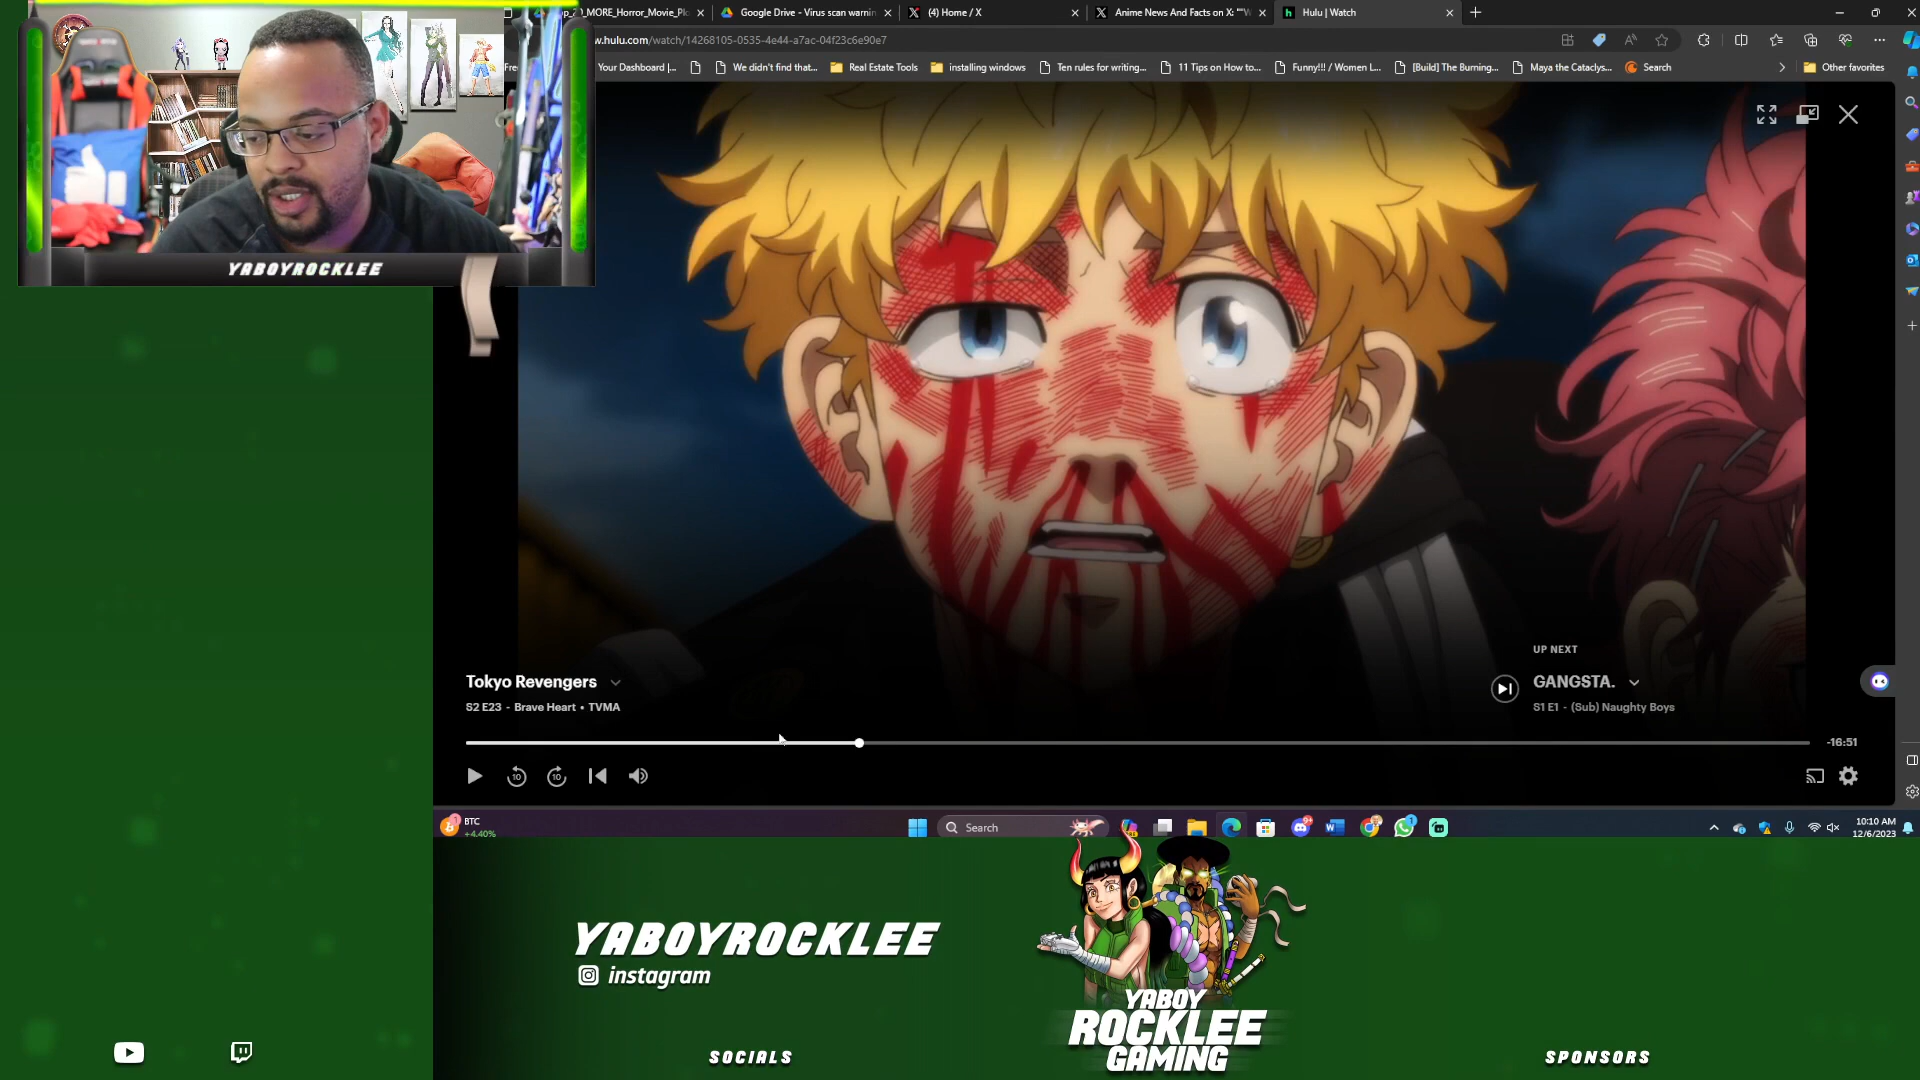 _MORE_Horror_Movie_Plo
Google Drive - Virus scan warnin
(4) Home / X
Anime News And Facts on X: ""W
Hulu | Watch
w.hulu.com/watch/14268105-0535-4e44-a7ac-04f23c6e90e7
Your Dashboard |...
We didn't find that...
Real Estate Tools
installing windows
Ten rules for writing...
11 Tips on How to...
Funny!!! / Women L...
[Build] The Burning...
Maya the Cataclys...
Search
Other favorites
YABOYROCKLEE
UP NEXT
Tokyo Revengers
GANGSTA.
S2 E23 - Brave Heart • TVMA
S1 E1 - (Sub) Naughty Boys
-16:51
10
10
BTC
+4.40%
Search
10:10 AM
12/6/2023
YABOYROCKLEE
instagram
YABOY
ROCKLEE
GAMING
SOCIALS
SPONSORS